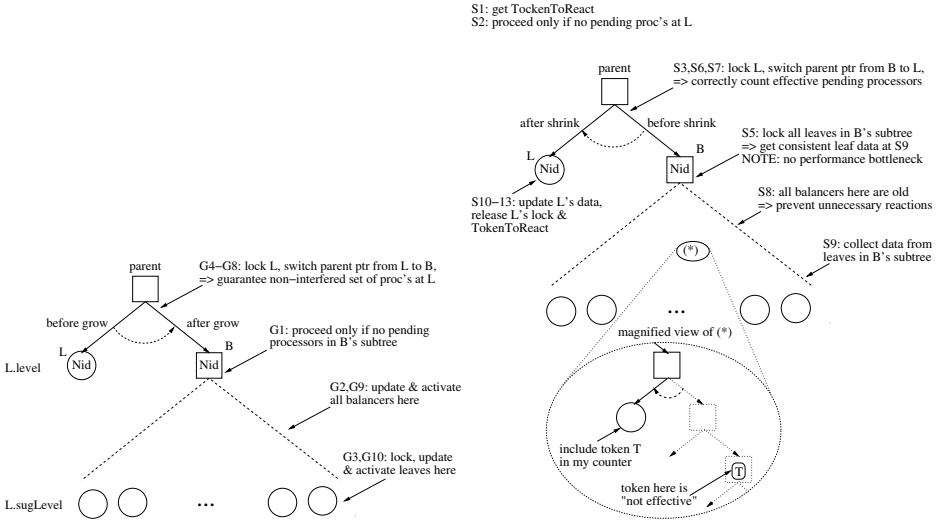 S1: get TockenToReact
S2: proceed only if no pending proc's at L
parent
S3,S6,S7: lock L, switch parent ptr from B to L,
=> correctly count effective pending processors
after shrink
before shrink
L
Nid
B
Nid
S5: lock all leaves in B's subtree
=> get consistent leaf data at S9
NOTE: no performance bottleneck
S10−13: update L's data,
release L's lock &
TokenToReact
S8: all balancers here are old
=> prevent unnecessary reactions
S9: collect data from
leaves in B's subtree
(*)
...
magnified view of (*)
include token T
in my counter
T
token here is
"not effective"
parent
G4−G8: lock L, switch parent ptr from L to B,
=> guarantee non−interfered set of proc's at L
before grow
after grow
L
Nid
B
Nid
L.level
G1: proceed only if no pending
processors in B's subtree
G2,G9: update & activate
all balancers here
G3,G10: lock, update
& activate leaves here
L.sugLevel
...